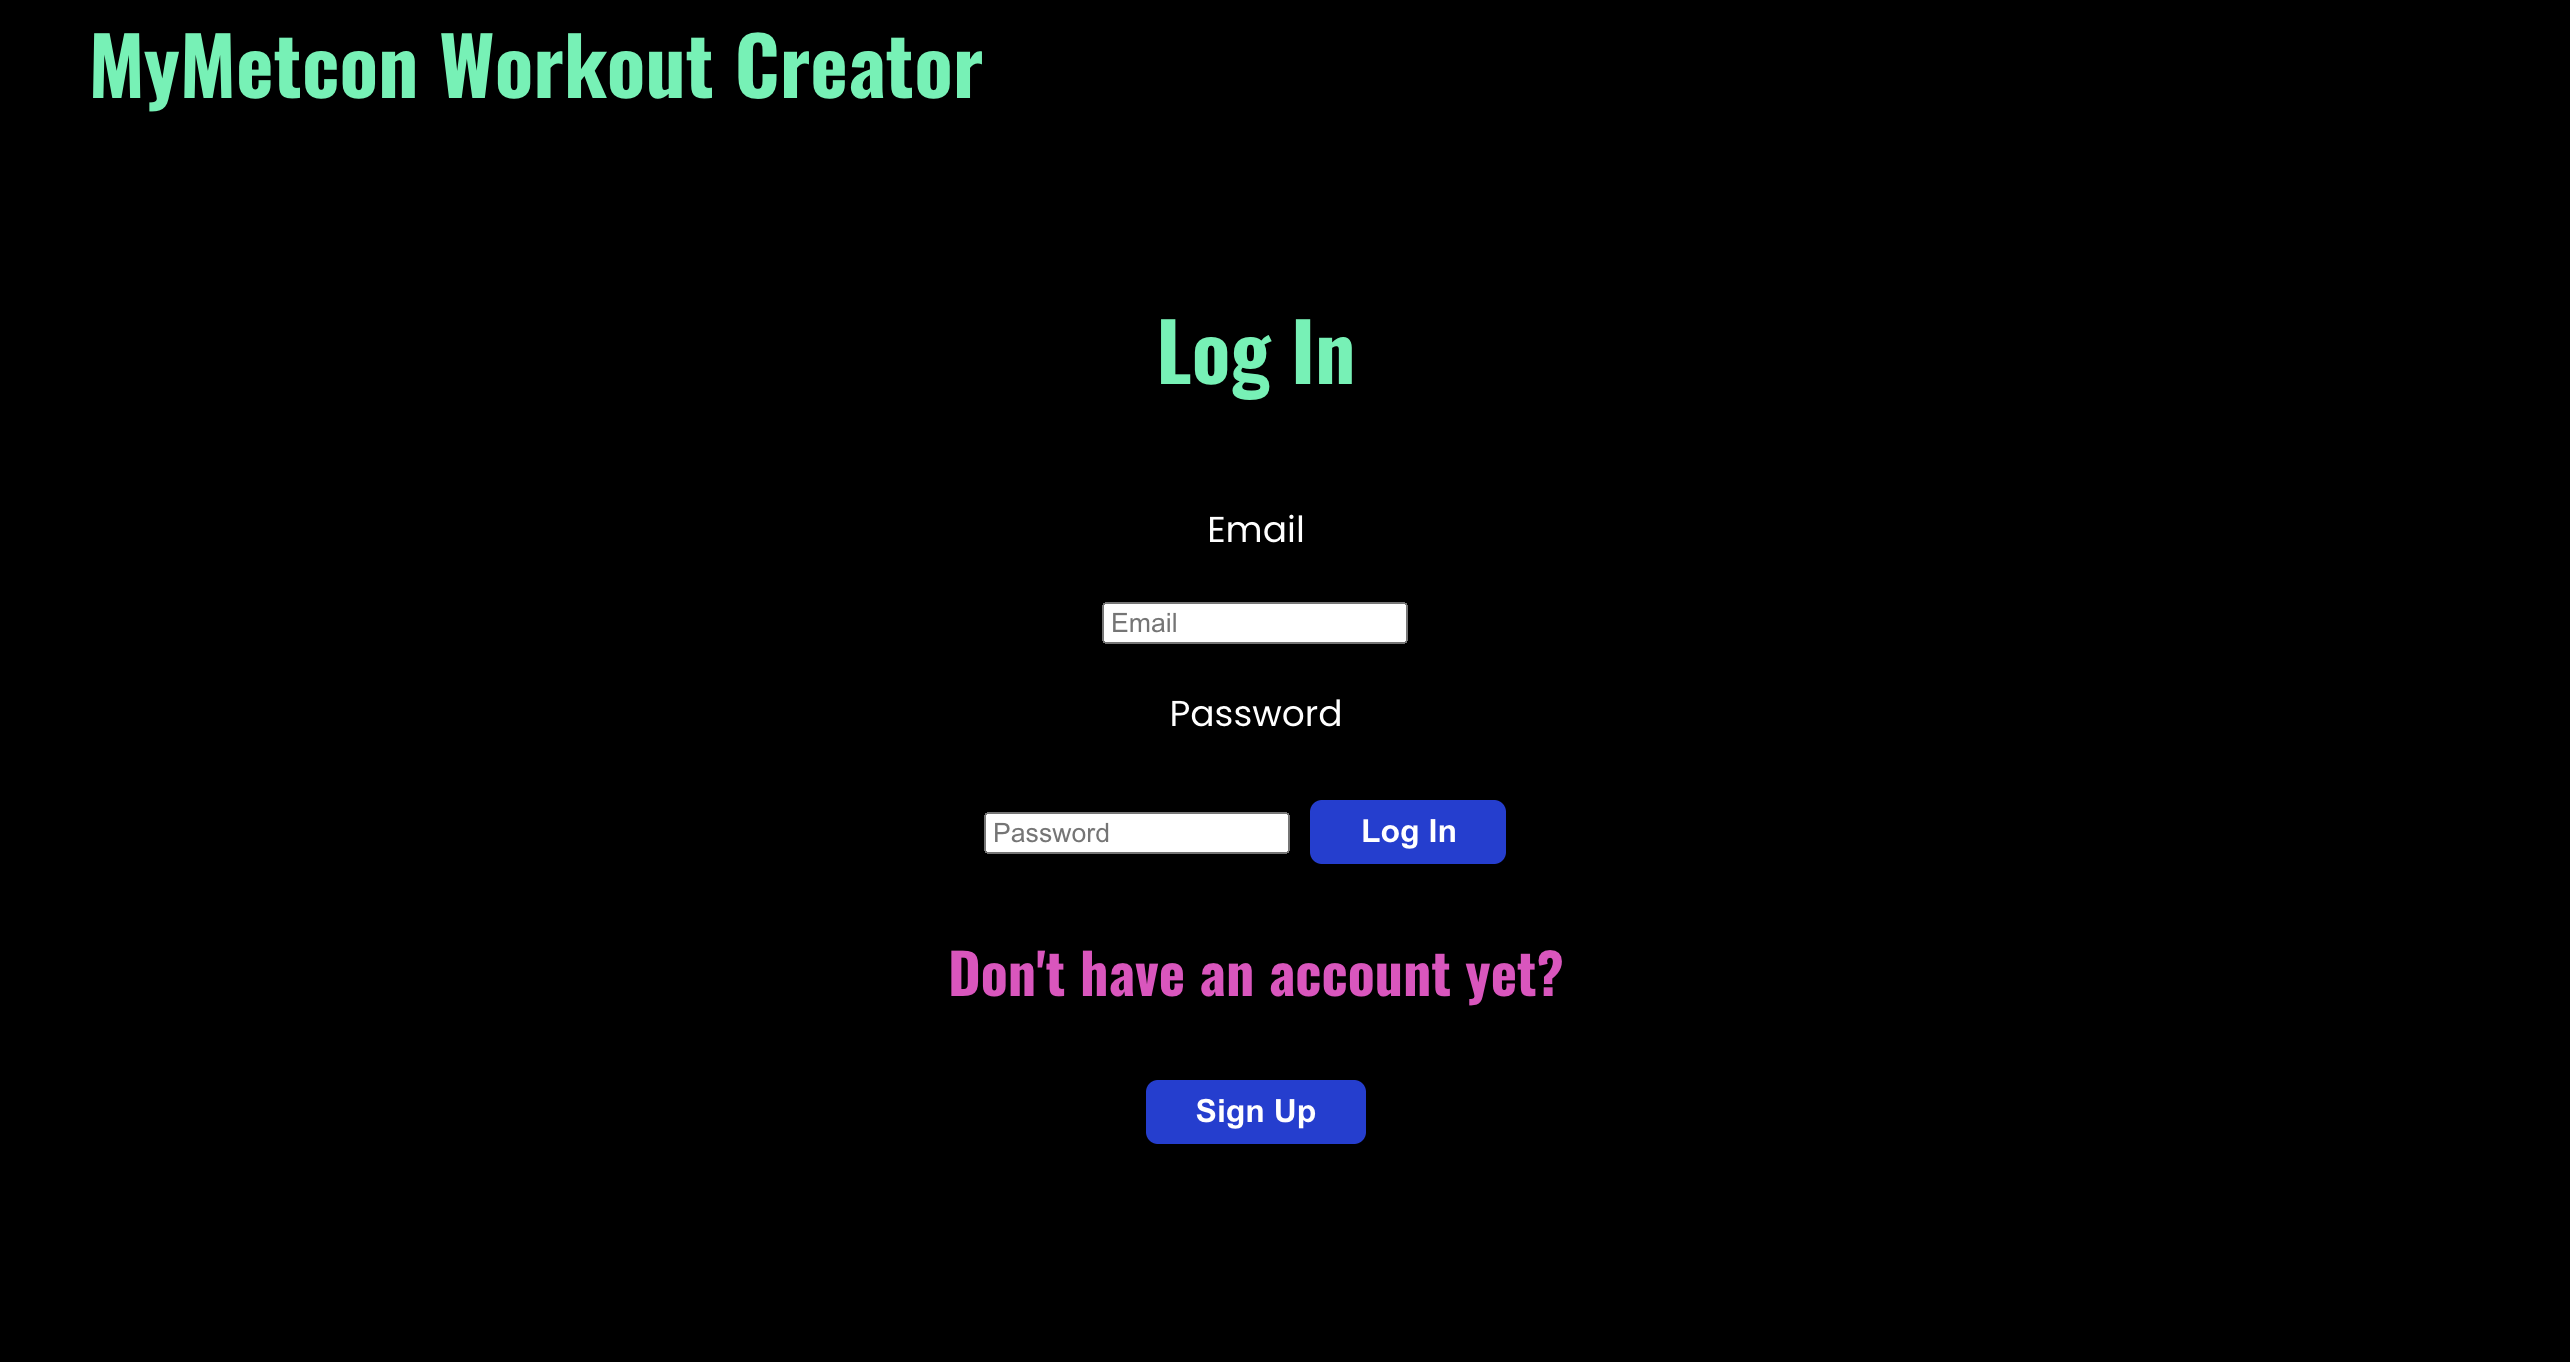 MyMetcon Workout Creator
Log In
Email
Email
Password
Password Log In
Don't have an account yet?
Sign Up